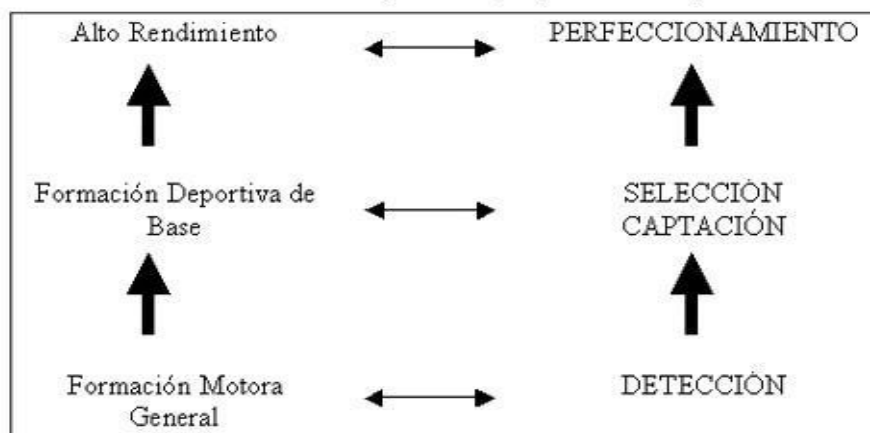 Alto Rendimiento
PERFECCIONAMIENTO
Formación Deportiva de
Base
SELECCIÓN
CAPTACIÓN
Formación Motora
General
DETECCIÓN